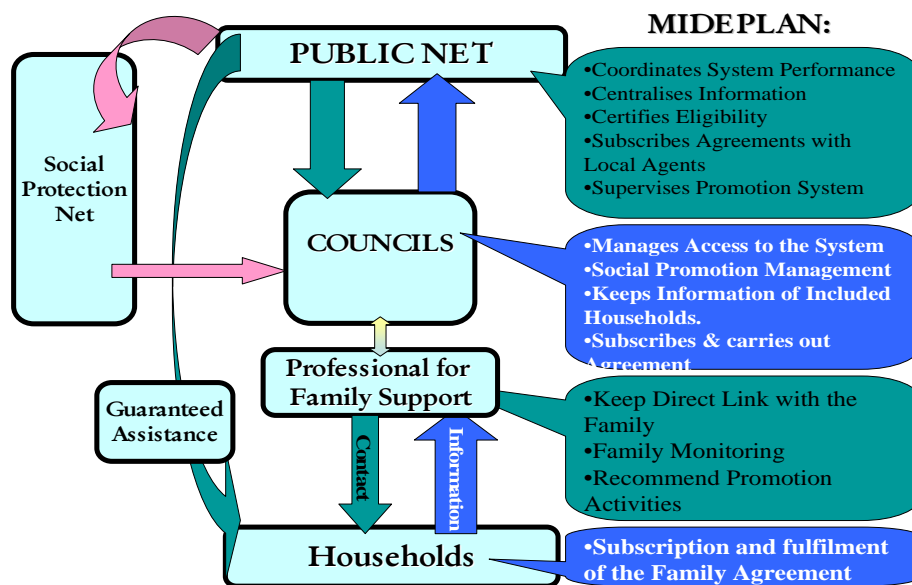 MIDEPLAN:
PUBLIC NET
•Coordinates System Performance
•Centralises Information
•Certifies Eligibility
•Subscribes Agreements with
Local Agents
•Supervises Promotion System
Social
Protection
Net
COUNCILS
•Manages Access to the System
•Social Promotion Management
•Keeps Information of Included
Households.
•Subscribes & carries out
Agreement
Professional for
Family Support
Guaranteed
Assistance
•Keep Direct Link with the
Family
•Family Monitoring
•Recommend Promotion
Activities
Contact
Information
Households
•Subscription and fulfilment
of the Family Agreement